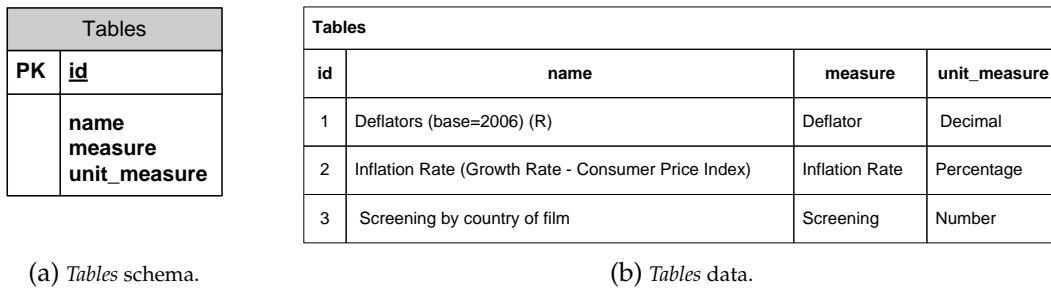 Tables
PK id
name
measure
unit_measure
(a) Tables schema.
Tables
id name measure unit_measure
1 Deflators (base=2006) (R) Deflator Decimal
2 Inflation Rate (Growth Rate - Consumer Price Index) Inflation Rate Percentage
3 Screening by country of film Screening Number
(b) Tables data.